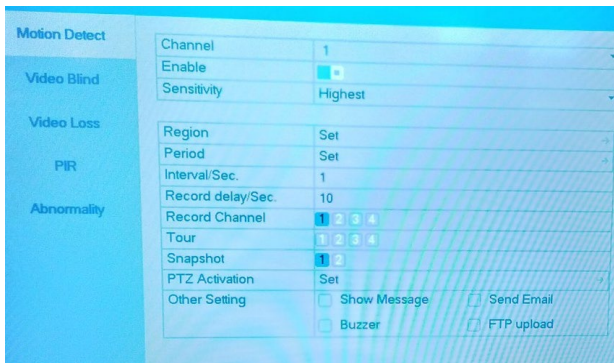 Motion Detect
Video Blind
Video Loss
PIR
Abnormality
Channel 1
Enable
Sensitivity Highest
Region Set
Period Set
Interval/Sec. 1
Record delay/Sec. 10
Record Channel 1 2 3 4
Tour 1 2 3 4
Snapshot 1 2
PTZ Activation Set
Other Setting Show Message Send Email
Buzzer FTP upload